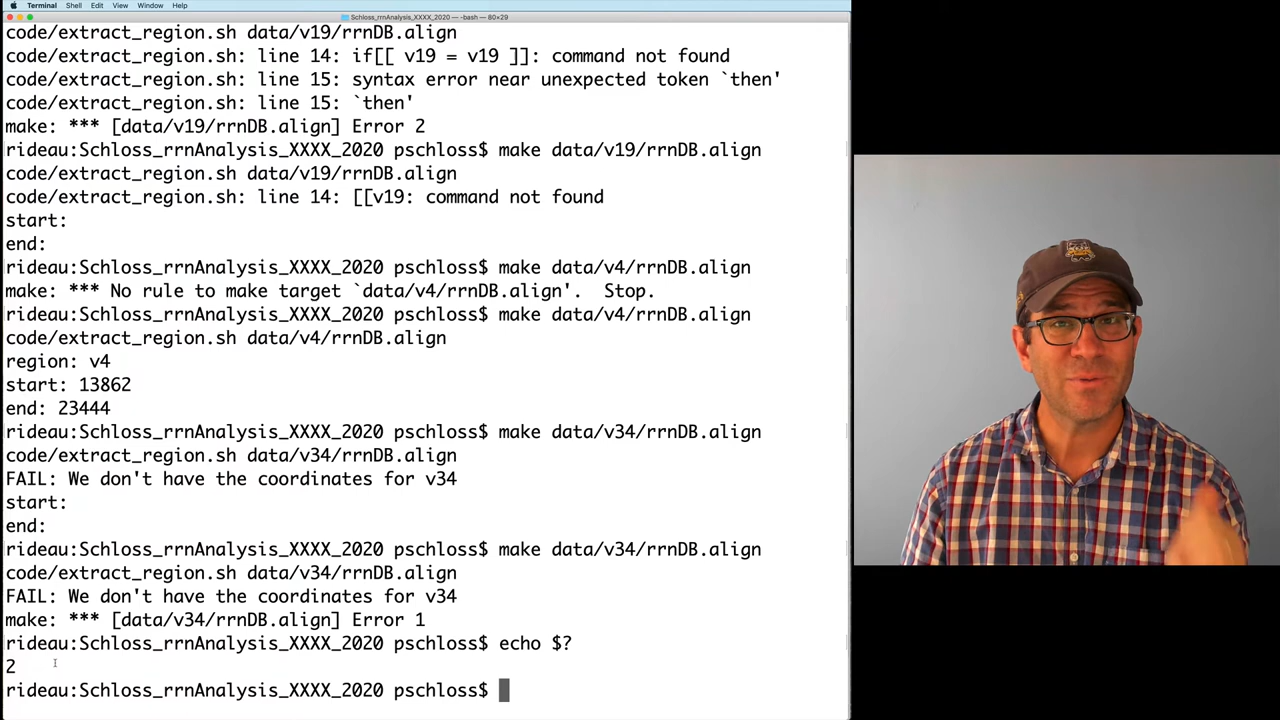 Terminal Shell Edit View Window Help
Schloss_rrnAnalysis_XXXX_2020 — -bash — 80×29
code/extract_region.sh data/v19/rrnDB.align
code/extract_region.sh: line 14: if[[ v19 = v19 ]]: command not found
code/extract_region.sh: line 15: syntax error near unexpected token `then'
code/extract_region.sh: line 15: `then'
make: *** [data/v19/rrnDB.align] Error 2
rideau:Schloss_rrnAnalysis_XXXX_2020 pschloss$ make data/v19/rrnDB.align
code/extract_region.sh data/v19/rrnDB.align
code/extract_region.sh: line 14: [[v19: command not found
start:
end:
rideau:Schloss_rrnAnalysis_XXXX_2020 pschloss$ make data/v4/rrnDB.align
make: *** No rule to make target `data/v4/rrnDB.align'.  Stop.
rideau:Schloss_rrnAnalysis_XXXX_2020 pschloss$ make data/v4/rrnDB.align
code/extract_region.sh data/v4/rrnDB.align
region: v4
start: 13862
end: 23444
rideau:Schloss_rrnAnalysis_XXXX_2020 pschloss$ make data/v34/rrnDB.align
code/extract_region.sh data/v34/rrnDB.align
FAIL: We don't have the coordinates for v34
start:
end:
rideau:Schloss_rrnAnalysis_XXXX_2020 pschloss$ make data/v34/rrnDB.align
code/extract_region.sh data/v34/rrnDB.align
FAIL: We don't have the coordinates for v34
make: *** [data/v34/rrnDB.align] Error 1
rideau:Schloss_rrnAnalysis_XXXX_2020 pschloss$ echo $?
2
rideau:Schloss_rrnAnalysis_XXXX_2020 pschloss$